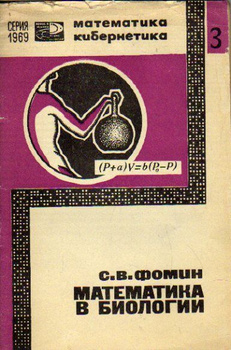 СЕРИЯ
1969
математика
кибернетика
3
(P+a)V=b(P₀-P)
С.В.ФОМИН
МАТЕМАТИКА
В БИОЛОГИИ